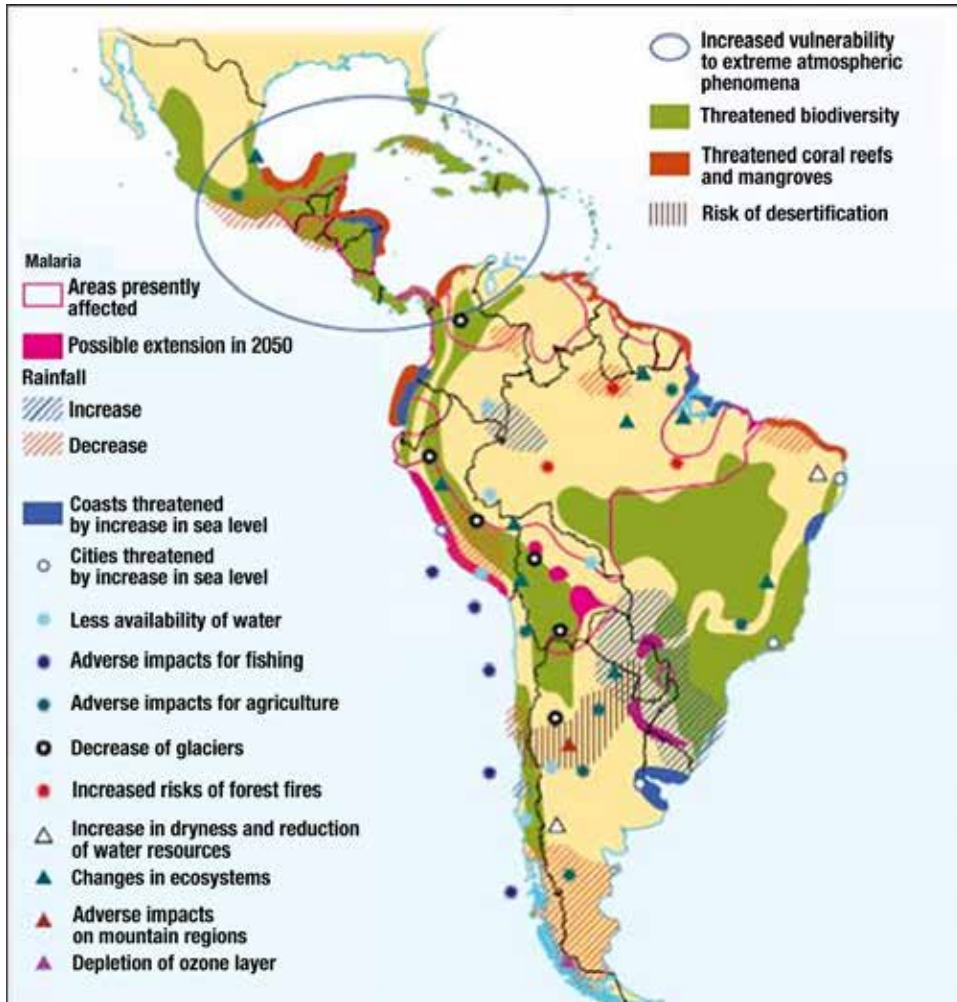 Increased vulnerability
to extreme atmospheric
phenomena
Threatened biodiversity
Threatened coral reefs
and mangroves
Risk of desertification
Malaria
Areas presently
affected
Possible extension in 2050
Rainfall
Increase
Decrease
Coasts threatened
by increase in sea level
Cities threatened
by increase in sea level
Less availability of water
Adverse impacts for fishing
Adverse impacts for agriculture
Decrease of glaciers
Increased risks of forest fires
Increase in dryness and reduction
of water resources
Changes in ecosystems
Adverse impacts
on mountain regions
Depletion of ozone layer